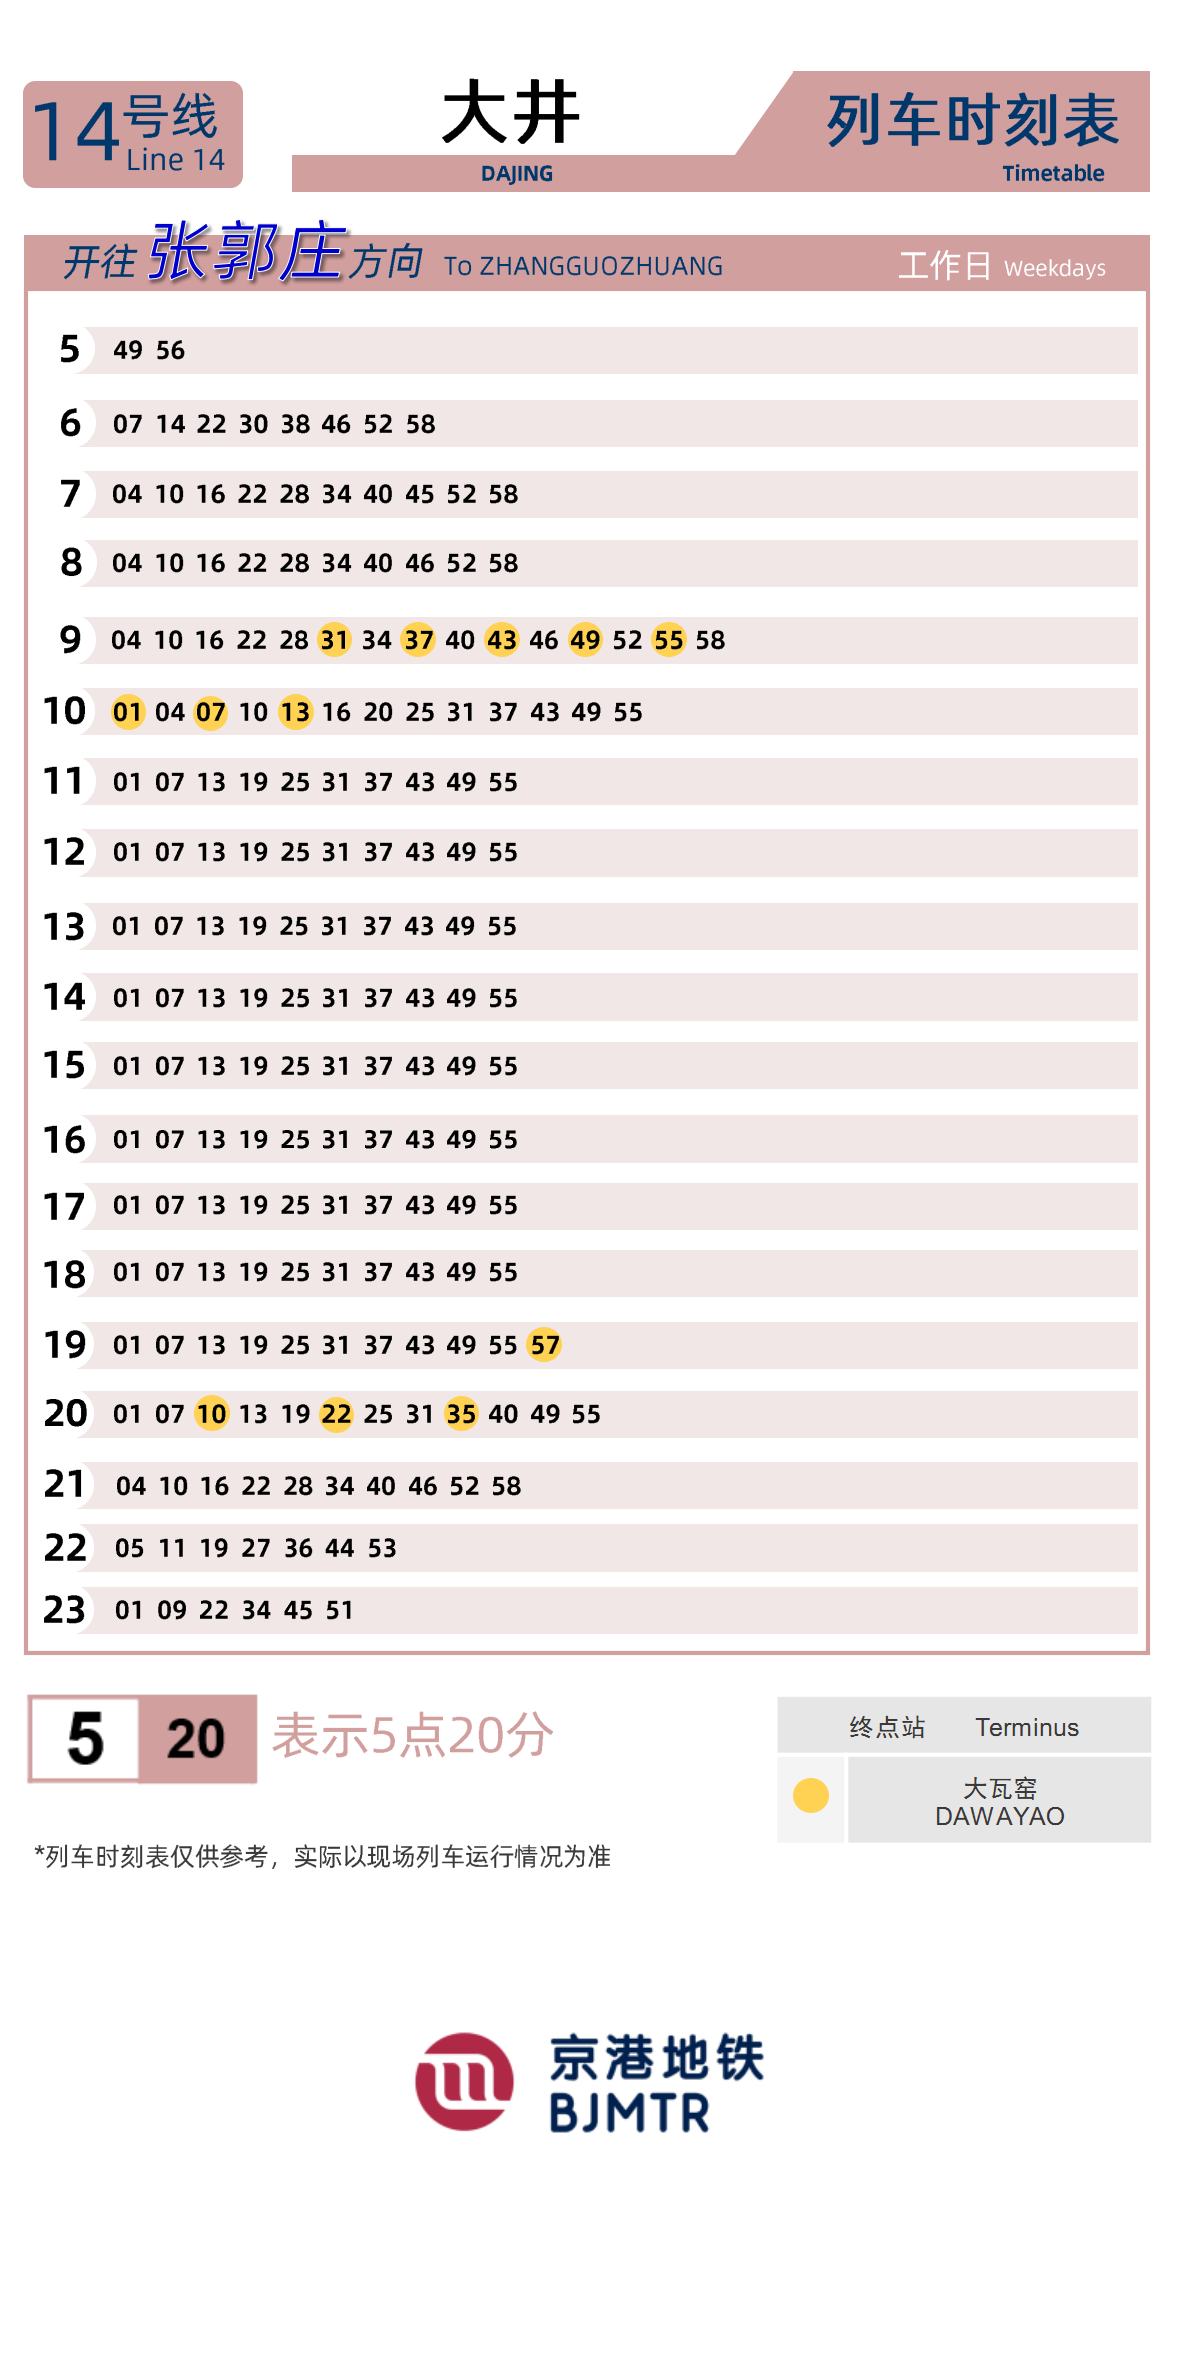 14号线
Line 14
大井
DAJING
列车时刻表
Timetable
开往 张郭庄 方向 To ZHANGGUOZHUANG 工作日 Weekdays
5 49 56
6 07 14 22 30 38 46 52 58
7 04 10 16 22 28 34 40 45 52 58
8 04 10 16 22 28 34 40 46 52 58
9 04 10 16 22 28 31 34 37 40 43 46 49 52 55 58
10 01 04 07 10 13 16 20 25 31 37 43 49 55
11 01 07 13 19 25 31 37 43 49 55
12 01 07 13 19 25 31 37 43 49 55
13 01 07 13 19 25 31 37 43 49 55
14 01 07 13 19 25 31 37 43 49 55
15 01 07 13 19 25 31 37 43 49 55
16 01 07 13 19 25 31 37 43 49 55
17 01 07 13 19 25 31 37 43 49 55
18 01 07 13 19 25 31 37 43 49 55
19 01 07 13 19 25 31 37 43 49 55 57
20 01 07 10 13 19 22 25 31 35 40 49 55
21 04 10 16 22 28 34 40 46 52 58
22 05 11 19 27 36 44 53
23 01 09 22 34 45 51
5 20 表示5点20分
终点站 Terminus
大瓦窑
DAWAYAO
*列车时刻表仅供参考，实际以现场列车运行情况为准
京港地铁
BJMTR